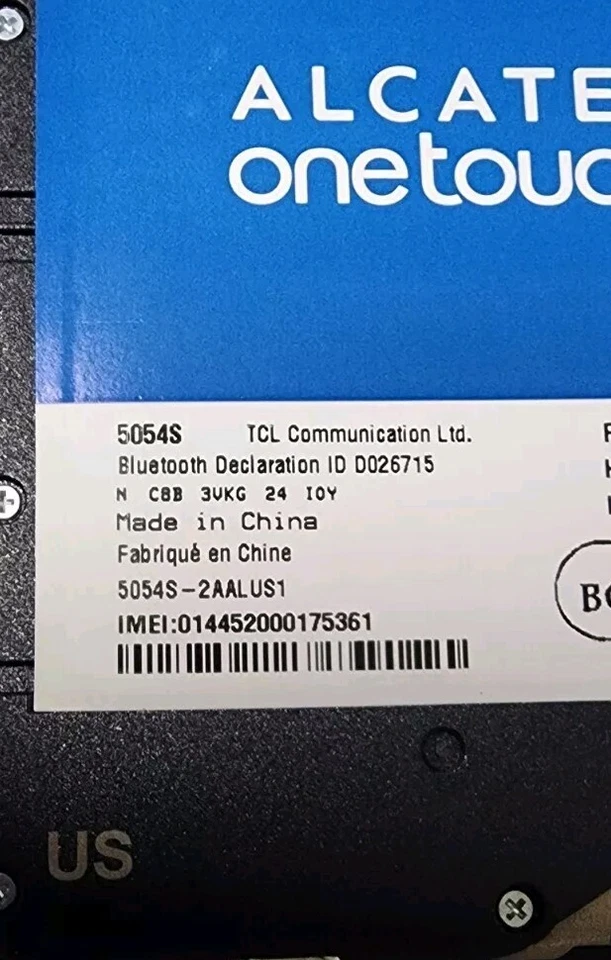 ALCATE
onetouc
5054S TCL Communication Ltd.
Bluetooth Declaration ID D026715
N C8B 3VKG 24 IOY
Made in China
Fabriqué en Chine
5054S-2AALUS1
IMEI:014452000175361
BC
US